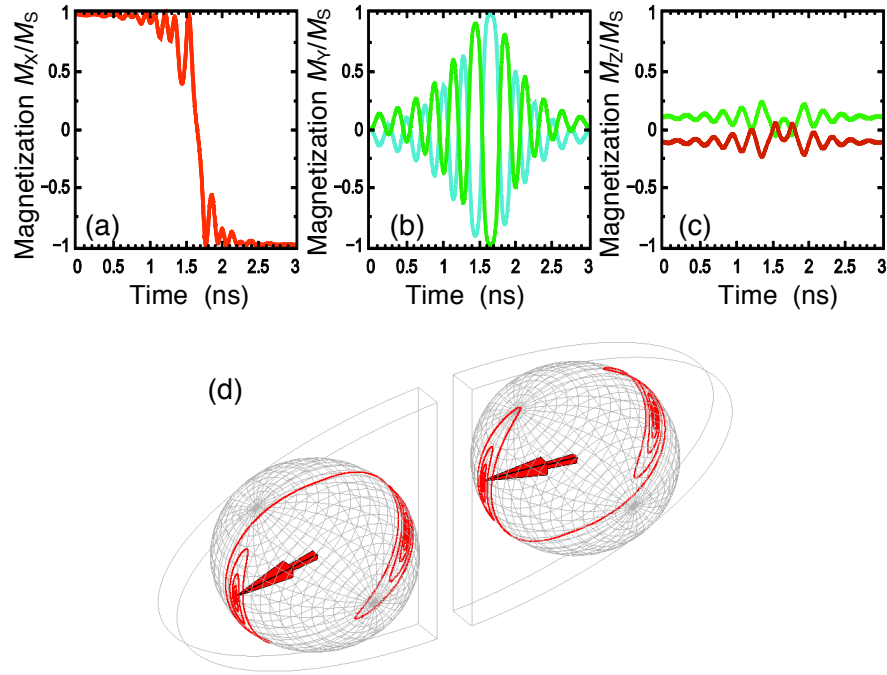 Magnetization M_X/M_S
1
0.5
0
−0.5
−1
(a)
0 0.5 1 1.5 2 2.5 3
Time (ns)
Magnetization M_Y/M_S
1
0.5
0
−0.5
−1
(b)
0 0.5 1 1.5 2 2.5 3
Time (ns)
Magnetization M_Z/M_S
1
0.5
0
−0.5
−1
(c)
0 0.5 1 1.5 2 2.5 3
Time (ns)
(d)